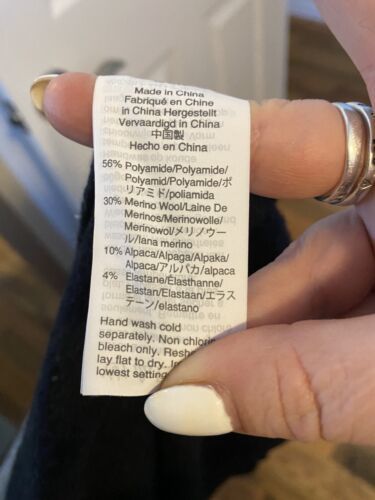 Made in China
Fabriqué en Chine
in China Hergestellt
Vervaardigd in China
中国製
Hecho en China
56% Polyamide/Polyamide/
Polyamid/Polyamide/ポ
リアミド/poliamida
30% Merino Wool/Laine De
Merinos/Merinowolle/
Merinowol/メリノウー
ル/lana merino
10% Alpaca/Alpaga/Alpaka/
Alpaca/アルパカ/alpaca
4% Elastane/Élasthanne/
Elastan/Elastaan/エラス
テーン/elastano
Hand wash cold
separately. Non chlori
bleach only. Resh
lay flat to dry.
lowest setting